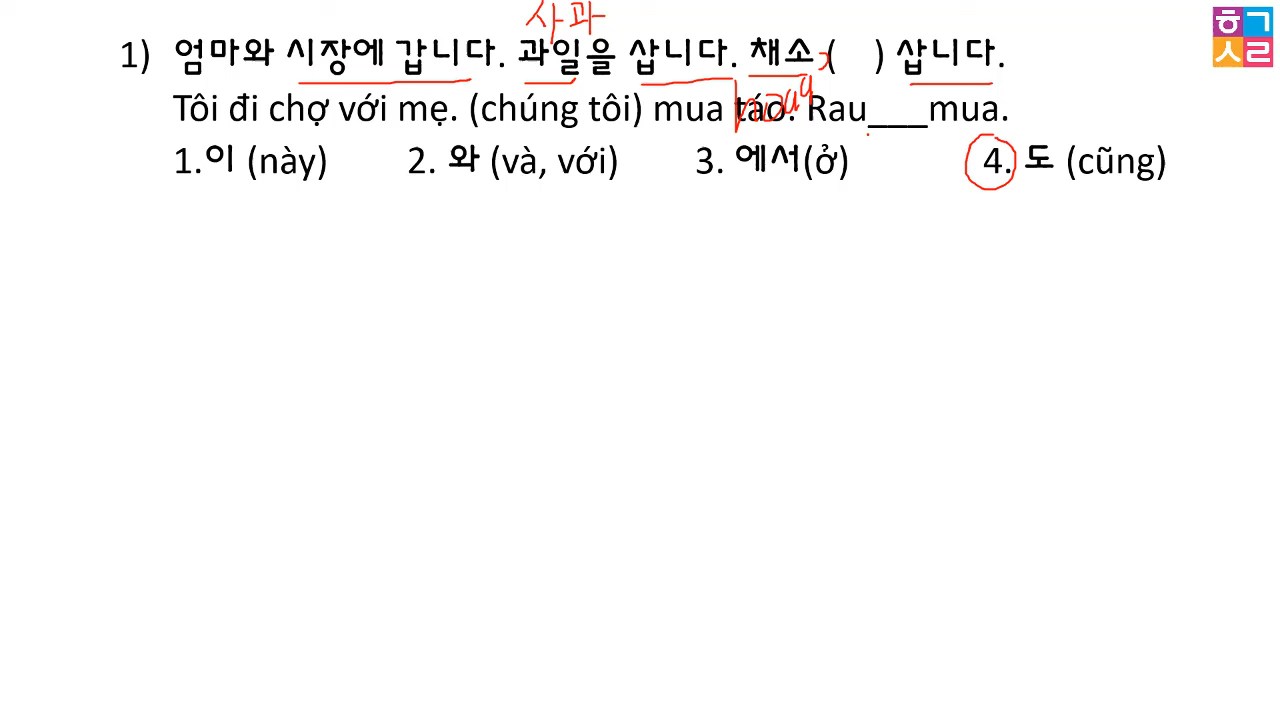 사과
1) 엄마와 시장에 갑니다. 과일을 삽니다. 채소 ( ) 삽니다.
Tôi đi chợ với mẹ. (chúng tôi) mua táo. Rau___mua.
1.이 (này) 2. 와 (và, với) 3. 에서(ở) 4. 도 (cũng)
ㅎㄱ
ㅅㄹ